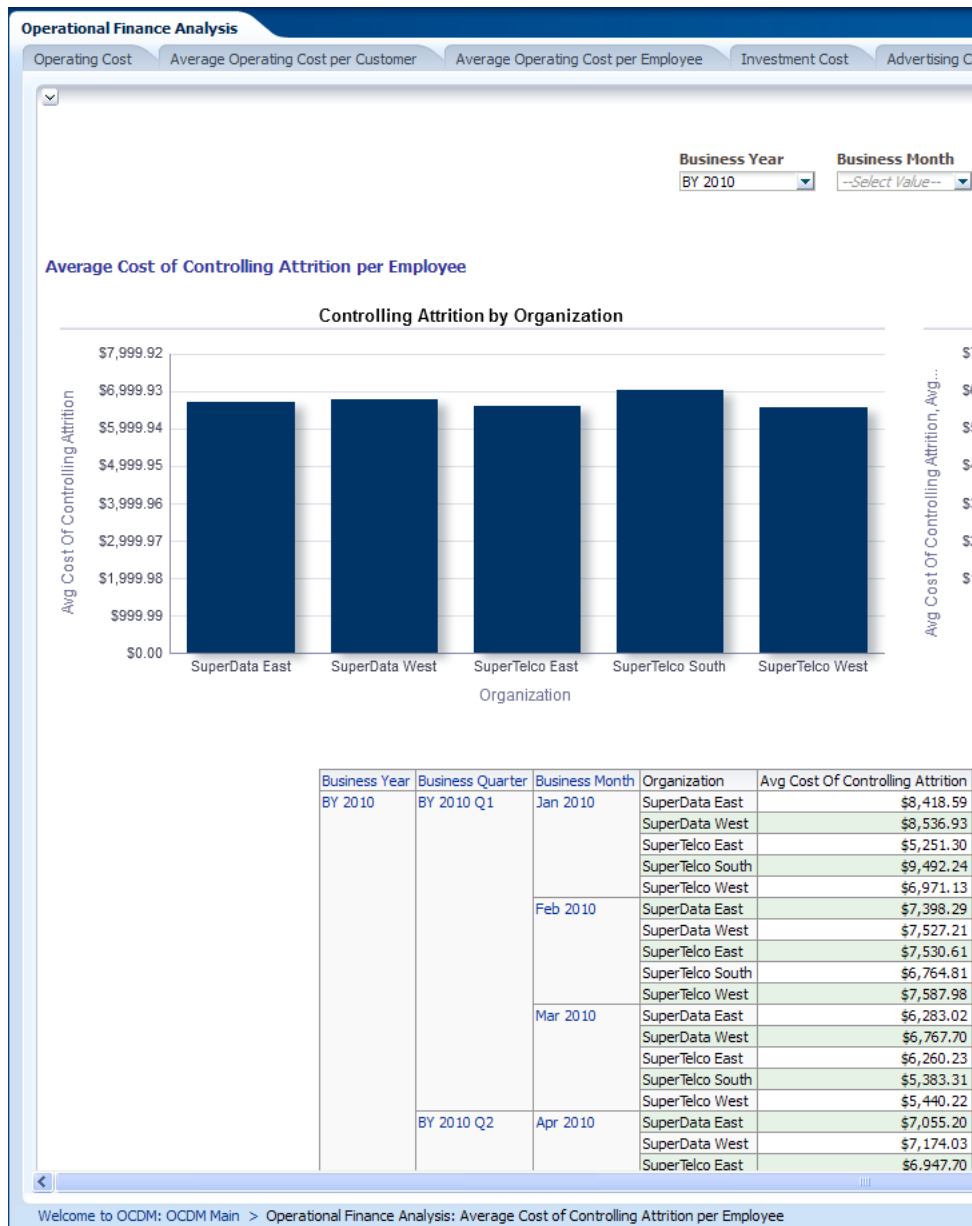 Operational Finance Analysis
Operating Cost Average Operating Cost per Customer Average Operating Cost per Employee Investment Cost Advertising C
Business Year Business Month
BY 2010 --Select Value--
Average Cost of Controlling Attrition per Employee
Controlling Attrition by Organization
$7,999.92
$6,999.93
$5,999.94
$4,999.95
$3,999.96
$2,999.97
$1,999.98
$999.99
$0.00
Avg Cost Of Controlling Attrition
SuperData East SuperData West SuperTelco East SuperTelco South SuperTelco West
Organization
Avg Cost Of Controlling Attrition, Avg...
Business Year Business Quarter Business Month Organization Avg Cost Of Controlling Attrition
BY 2010 BY 2010 Q1 Jan 2010 SuperData East $8,418.59
SuperData West $8,536.93
SuperTelco East $5,251.30
SuperTelco South $9,492.24
SuperTelco West $6,971.13
Feb 2010 SuperData East $7,398.29
SuperData West $7,527.21
SuperTelco East $7,530.61
SuperTelco South $6,764.81
SuperTelco West $7,587.98
Mar 2010 SuperData East $6,283.02
SuperData West $6,767.70
SuperTelco East $6,260.23
SuperTelco South $5,383.31
SuperTelco West $5,440.22
BY 2010 Q2 Apr 2010 SuperData East $7,055.20
SuperData West $7,174.03
SuperTelco East $6,947.70
Welcome to OCDM: OCDM Main > Operational Finance Analysis: Average Cost of Controlling Attrition per Employee